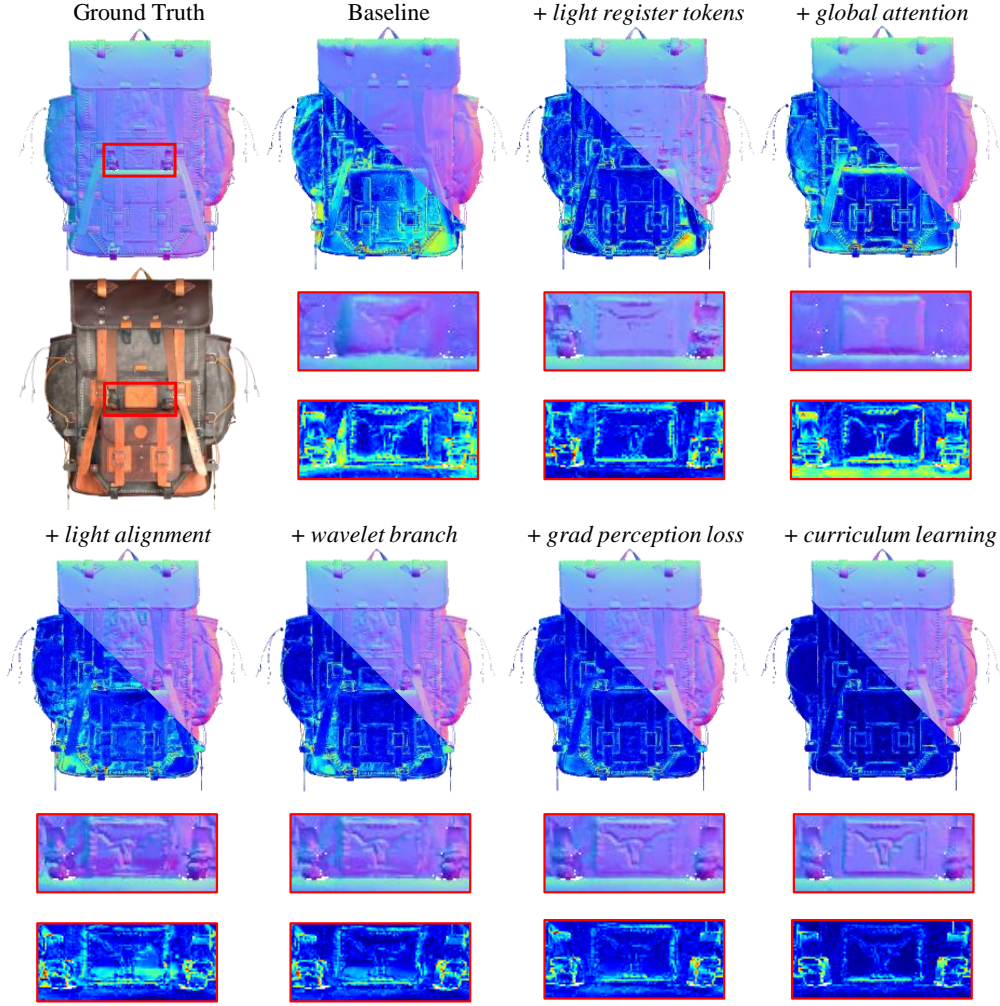 Ground Truth
Baseline
+ light register tokens
+ global attention
+ light alignment
+ wavelet branch
+ grad perception loss
+ curriculum learning